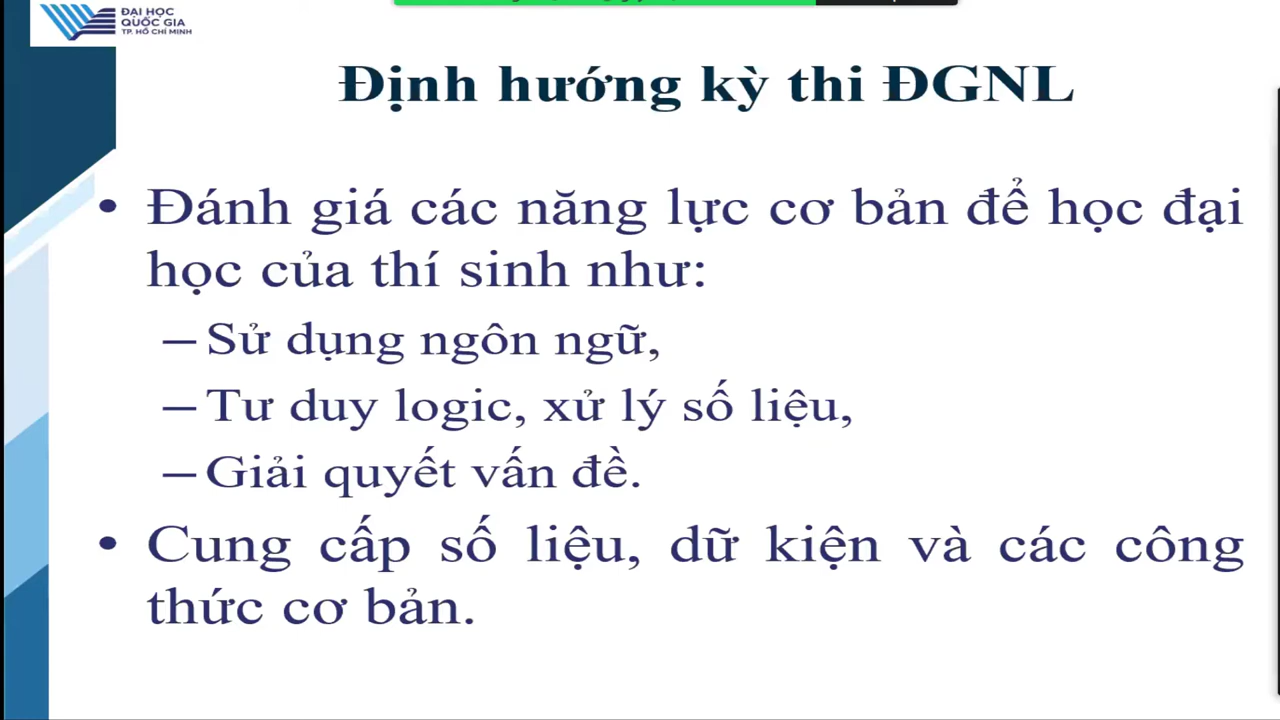 ĐẠI HỌC
QUỐC GIA
TP. HỒ CHÍ MINH
Định hướng kỳ thi ĐGNL
• Đánh giá các năng lực cơ bản để học đại
học của thí sinh như:
– Sử dụng ngôn ngữ,
– Tư duy logic, xử lý số liệu,
– Giải quyết vấn đề.
• Cung cấp số liệu, dữ kiện và các công
thức cơ bản.